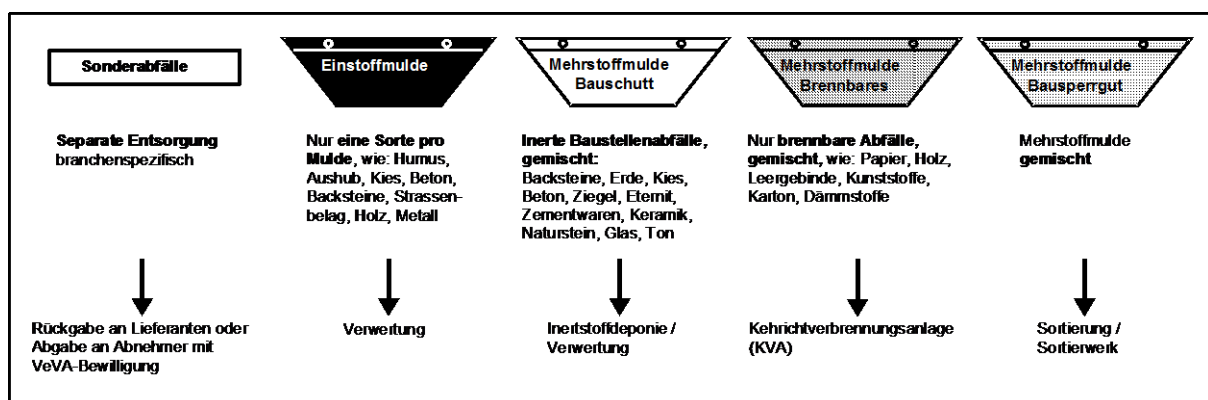 Sonderabfälle
Separate Entsorgung
branchenspezifisch
Rückgabe an Lieferanten oder
Abgabe an Abnehmer mit
VeVA-Bewilligung
Einstoffmulde
Nur eine Sorte pro
Mulde, wie: Humus,
Aushub, Kies, Beton,
Backsteine, Strassen-
belag, Holz, Metall
Verwertung
Mehrstoffmulde
Bauschutt
Inerte Baustellenabfälle,
gemischt:
Backsteine, Erde, Kies,
Beton, Ziegel, Eternit,
Zementwaren, Keramik,
Naturstein, Glas, Ton
Inertstoffdeponie /
Verwertung
Mehrstoffmulde
Brennbares
Nur brennbare Abfälle,
gemischt, wie: Papier, Holz,
Leergebinde, Kunststoffe,
Karton, Dämmstoffe
Kehrichtverbrennungsanlage
(KVA)
Mehrstoffmulde
Bausperrgut
Mehrstoffmulde
gemischt
Sortierung /
Sortierwerk